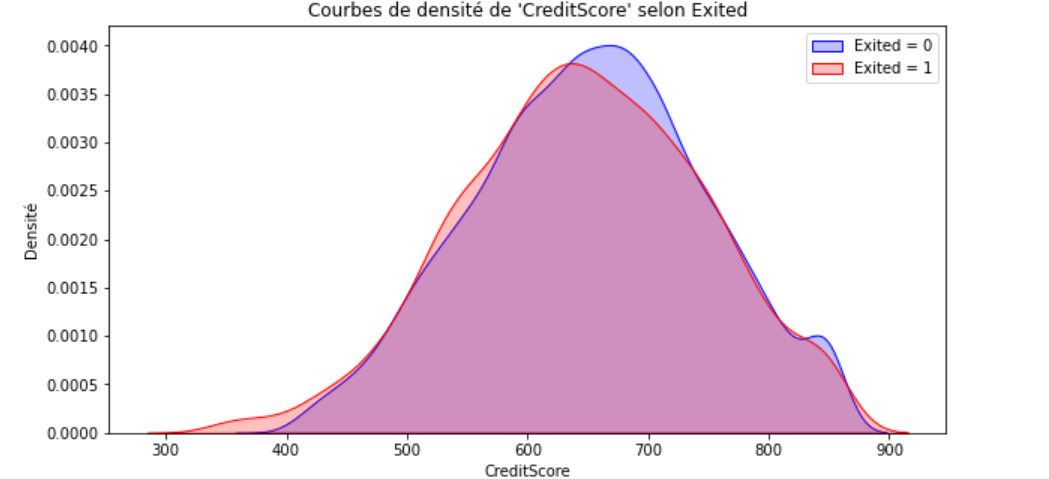 Courbes de densité de 'CreditScore' selon Exited
Exited = 0
Exited = 1
0.0040
0.0035
0.0030
0.0025
0.0020
0.0015
0.0010
0.0005
0.0000
Densité
300 400 500 600 700 800 900
CreditScore